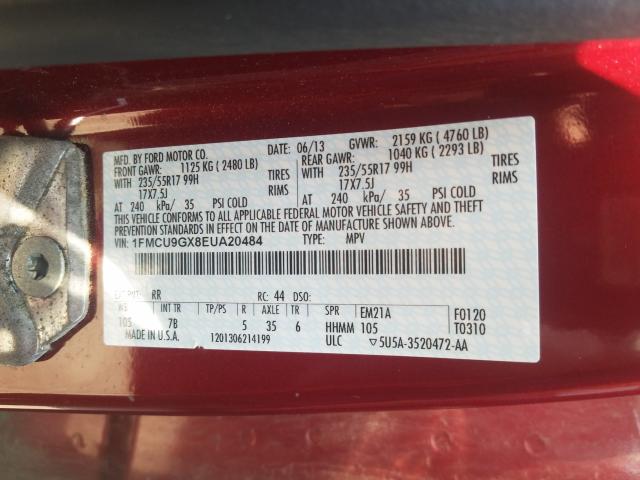 MFD. BY FORD MOTOR CO.
DATE: 06/13 GVWR: 2159 KG ( 4760 LB)
FRONT GAWR: 1125 KG ( 2480 LB) REAR GAWR: 1040 KG ( 2293 LB)
WITH 235/55R17 99H TIRES WITH 235/55R17 99H TIRES
17X7.5J RIMS 17X7.5J RIMS
AT 240 kPa/ 35 PSI COLD AT 240 kPa/ 35 PSI COLD
THIS VEHICLE CONFORMS TO ALL APPLICABLE FEDERAL MOTOR VEHICLE SAFETY AND THEFT
PREVENTION STANDARDS IN EFFECT ON THE DATE OF MANUFACTURE SHOWN ABOVE.
VIN: 1FMCU9GX8EUA20484 TYPE: MPV
EXT PNT: RR RC: 44 DSO:
WB INT TR TP/PS R AXLE TR SPR EM21A F0120
105 7B 5 35 6 HHMM 105 T0310
MADE IN U.S.A. 1201306214199 ULC 5U5A-3520472-AA